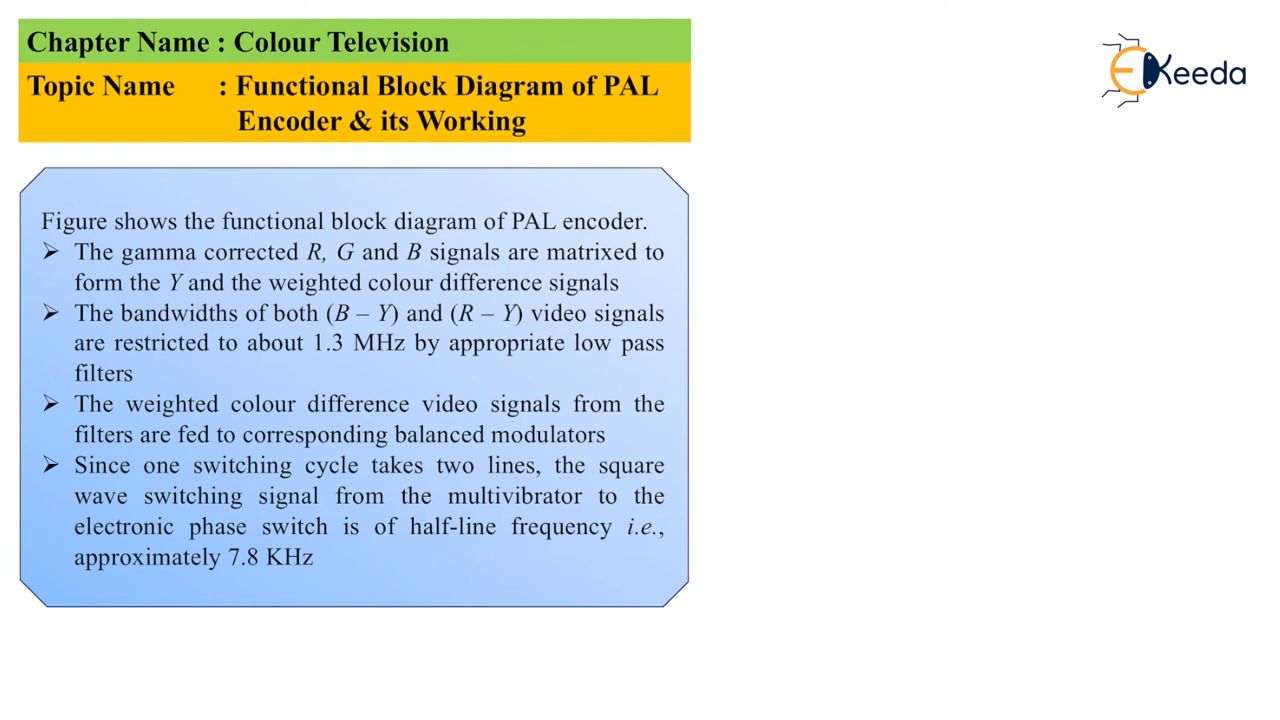 Chapter Name : Colour Television
Topic Name : Functional Block Diagram of PAL
Encoder & its Working
EKeeda
Figure shows the functional block diagram of PAL encoder.
➢ The gamma corrected R, G and B signals are matrixed to
form the Y and the weighted colour difference signals
➢ The bandwidths of both (B – Y) and (R – Y) video signals
are restricted to about 1.3 MHz by appropriate low pass
filters
➢ The weighted colour difference video signals from the
filters are fed to corresponding balanced modulators
➢ Since one switching cycle takes two lines, the square
wave switching signal from the multivibrator to the
electronic phase switch is of half-line frequency i.e.,
approximately 7.8 KHz